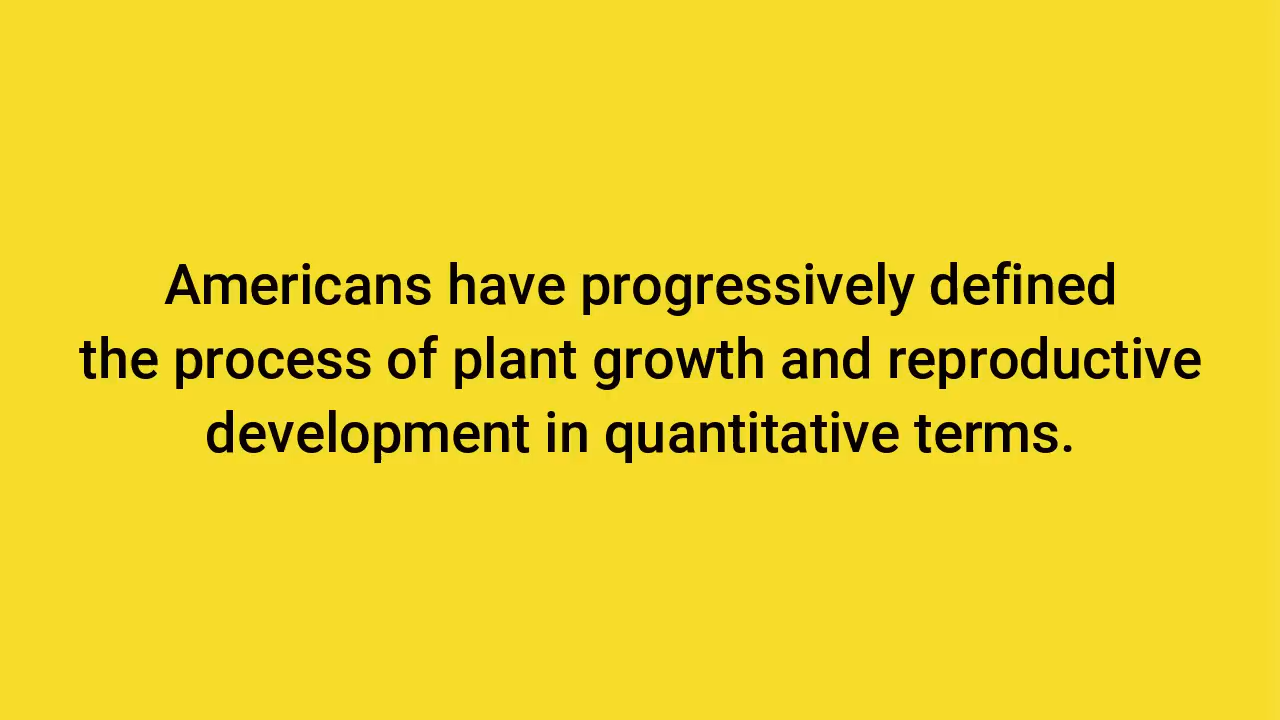 Americans have progressively defined
the process of plant growth and reproductive
development in quantitative terms.